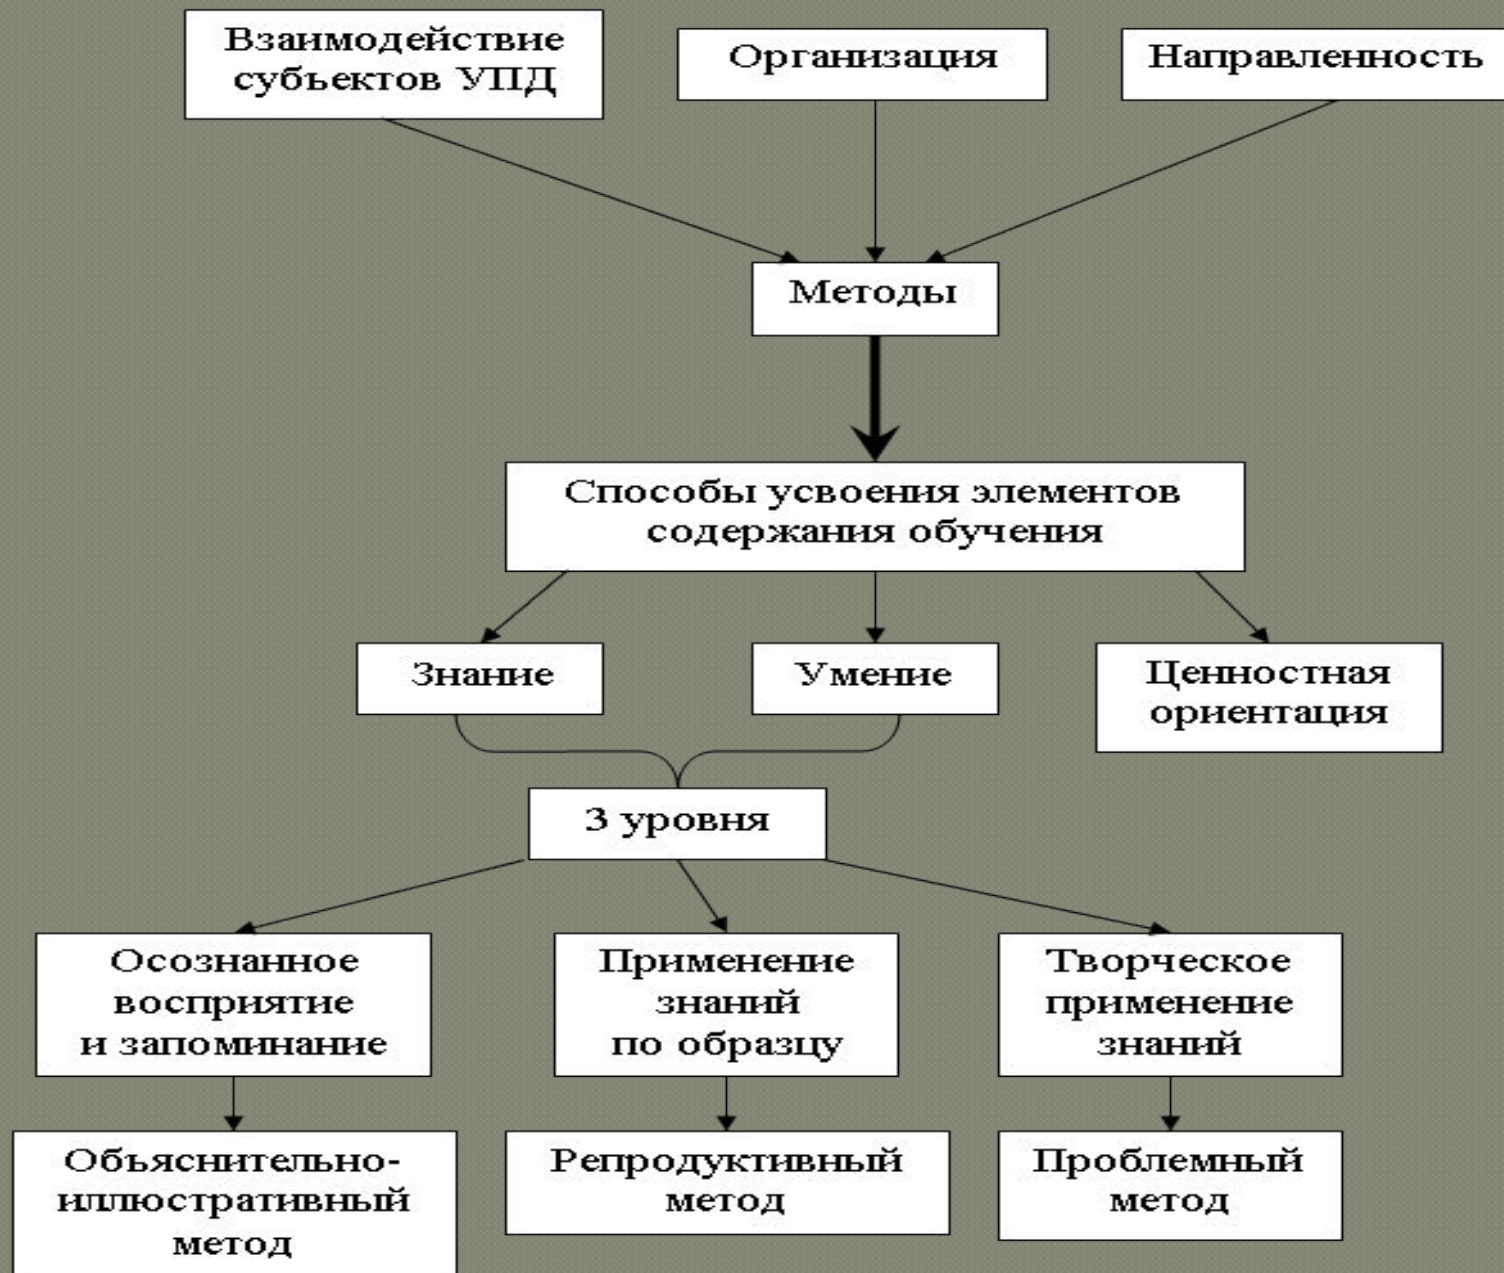 Взаимодействие
субъектов УПД
Организация
Направленность
Методы
Способы усвоения элементов
содержания обучения
Знание
Умение
Ценностная
ориентация
3 уровня
Осознанное
восприятие
и запоминание
Применение
знаний
по образцу
Творческое
применение
знаний
Объяснительно-
иллюстративный
метод
Репродуктивный
метод
Проблемный
метод